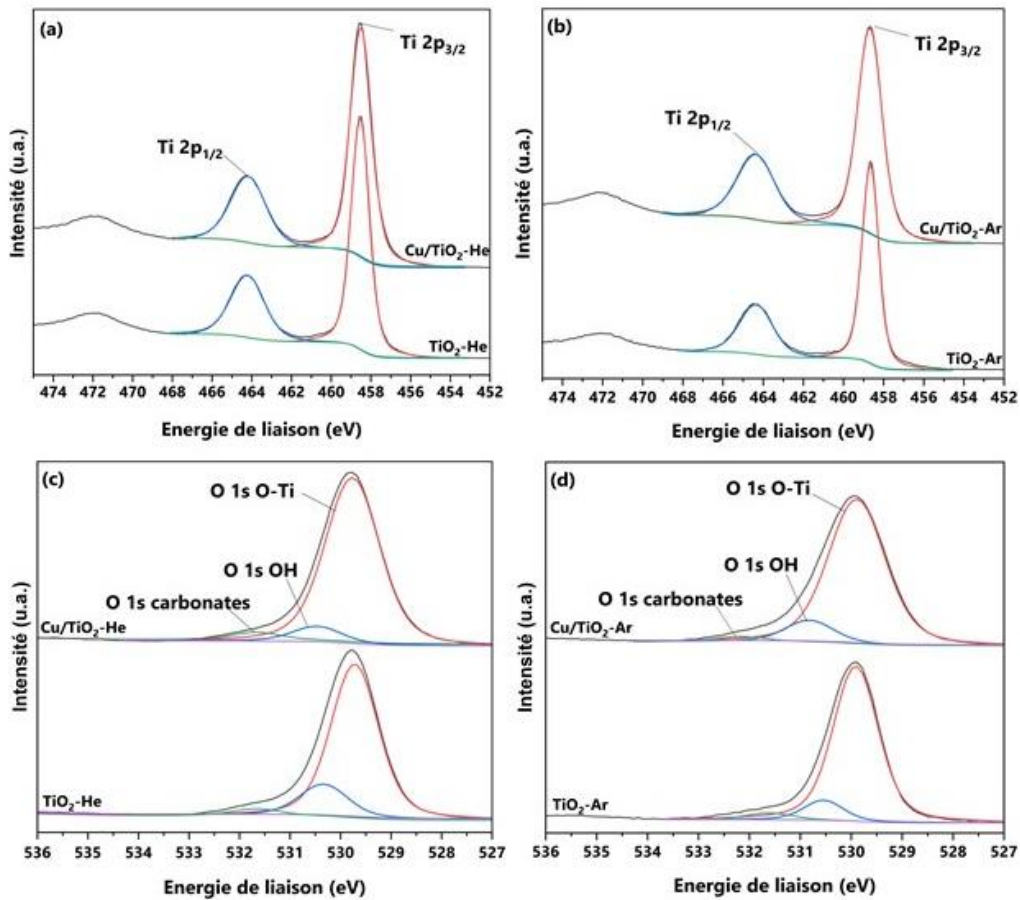 (a)
Ti 2p3/2
Ti 2p1/2
Cu/TiO2-He
TiO2-He
Intensité (u.a.)
474 472 470 468 466 464 462 460 458 456 454 452
Energie de liaison (eV)
(b)
Ti 2p3/2
Ti 2p1/2
Cu/TiO2-Ar
TiO2-Ar
Intensité (u.a.)
474 472 470 468 466 464 462 460 458 456 454 452
Energie de liaison (eV)
(c)
O 1s O-Ti
O 1s OH
O 1s carbonates
Cu/TiO2-He
TiO2-He
Intensité (u.a.)
536 535 534 533 532 531 530 529 528 527
Energie de liaison (eV)
(d)
O 1s O-Ti
O 1s OH
O 1s carbonates
Cu/TiO2-Ar
TiO2-Ar
Intensité (u.a.)
536 535 534 533 532 531 530 529 528 527
Energie de liaison (eV)